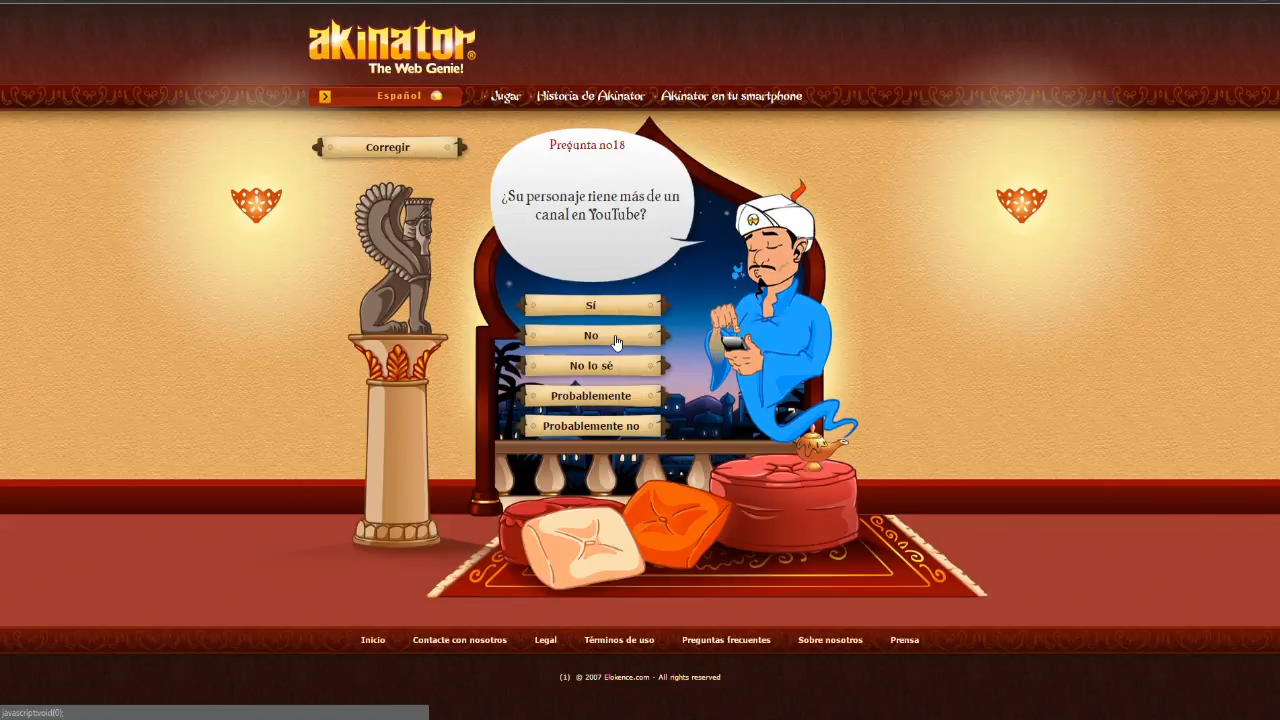 akinator®
The Web Genie!
Español
Jugar
Historia de Akinator
Akinator en tu smartphone
Corregir
Pregunta no18
¿Su personaje tiene más de un
canal en YouTube?
Sí
No
No lo sé
Probablemente
Probablemente no
Inicio
Contacte con nosotros
Legal
Términos de uso
Preguntas frecuentes
Sobre nosotros
Prensa
(1) © 2007 Elokence.com - All rights reserved
javascript:void(0);